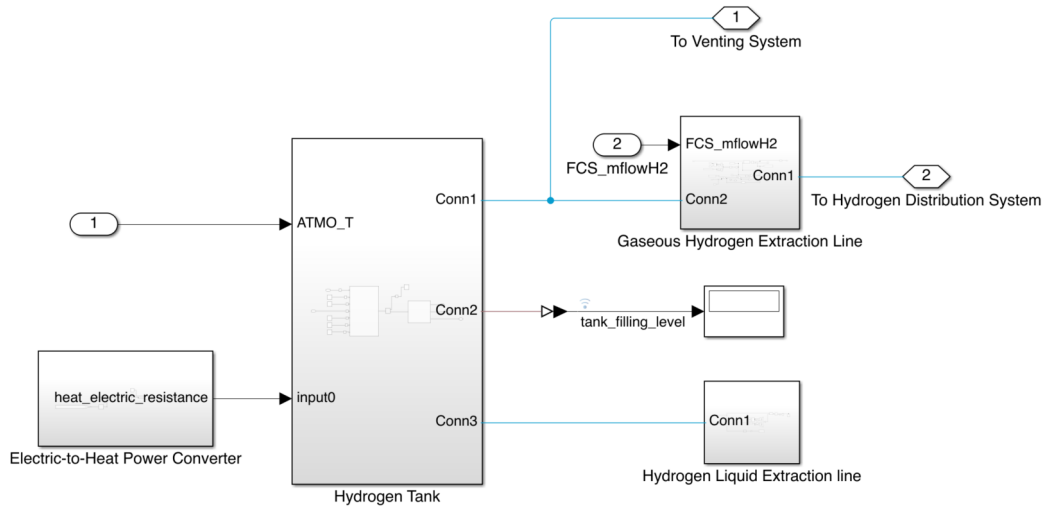 1
To Venting System
2
FCS_mflowH2
FCS_mflowH2
Conn1
Conn2
Gaseous Hydrogen Extraction Line
2
To Hydrogen Distribution System
1
ATMO_T
Conn1
Conn2
tank_filling_level
heat_electric_resistance
Electric-to-Heat Power Converter
input0
Conn3
Hydrogen Tank
Conn1
Hydrogen Liquid Extraction line